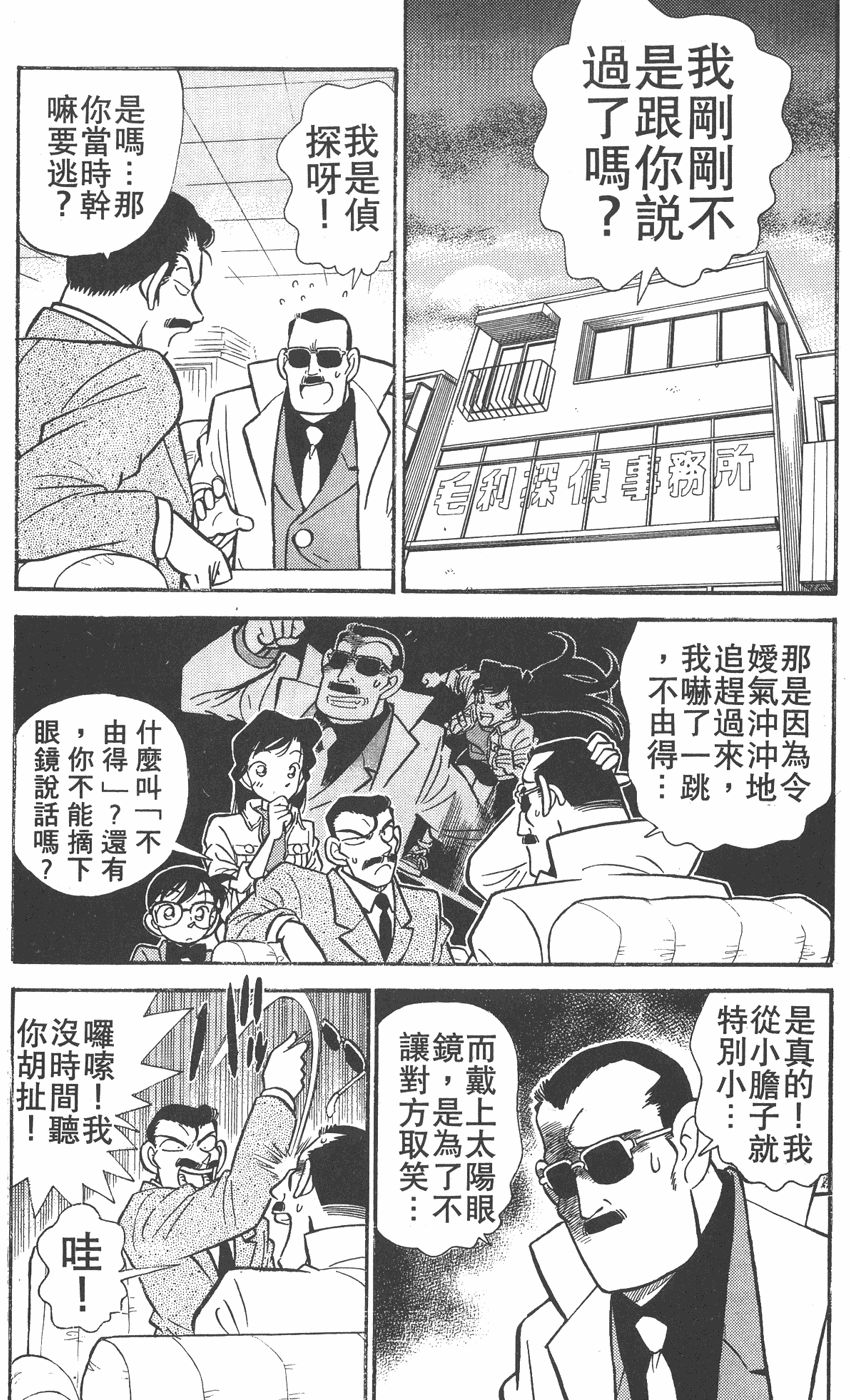 我剛剛不
是跟你說
過了嗎？
毛利探偵事務所
我是偵
探呀！
是嗎…那
你當時幹
嘛要逃？
那是因為令
嬡氣沖沖地
追趕過來，
我嚇了一跳
，不由得…
什麼叫「不
由得」？還有
，你不能摘下
眼鏡說話嗎？
是真的！我
從小膽子就
特別小…
而戴上太陽眼
鏡，是為了不
讓對方取笑…
囉嗦！我
沒時間聽
你胡扯！
哇！